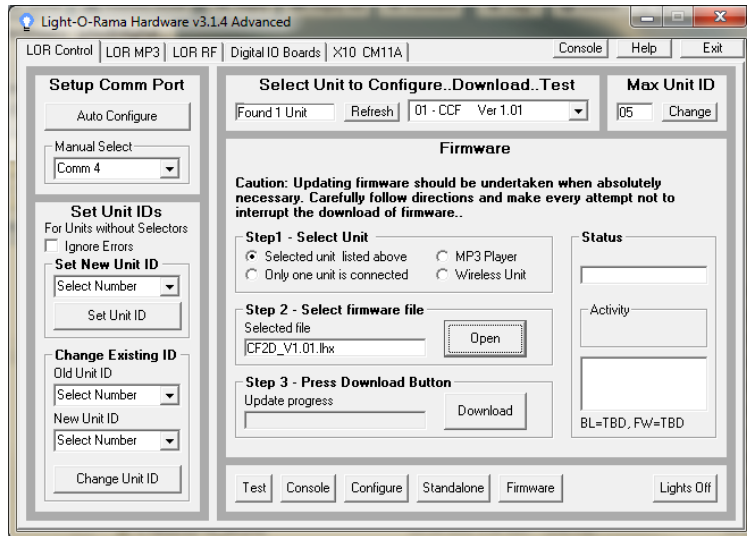 Light-O-Rama Hardware v3.1.4 Advanced
LOR Control LOR MP3 LOR RF Digital IO Boards X10 CM11A Console Help Exit
Setup Comm Port
Auto Configure
Manual Select
Comm 4
Set Unit IDs
For Units without Selectors
Ignore Errors
Set New Unit ID
Select Number
Set Unit ID
Change Existing ID
Old Unit ID
Select Number
New Unit ID
Select Number
Change Unit ID
Select Unit to Configure..Download..Test
Found 1 Unit Refresh 01 - CCF Ver 1.01
Max Unit ID
05 Change
Firmware
Caution: Updating firmware should be undertaken when absolutely
necessary. Carefully follow directions and make every attempt not to
interrupt the download of firmware..
Step1 - Select Unit
Selected unit listed above MP3 Player
Only one unit is connected Wireless Unit
Step 2 - Select firmware file
Selected file
CF2D_V1.01.lhx Open
Step 3 - Press Download Button
Update progress
Download
Status
Activity
BL=TBD, FW=TBD
Test Console Configure Standalone Firmware Lights Off